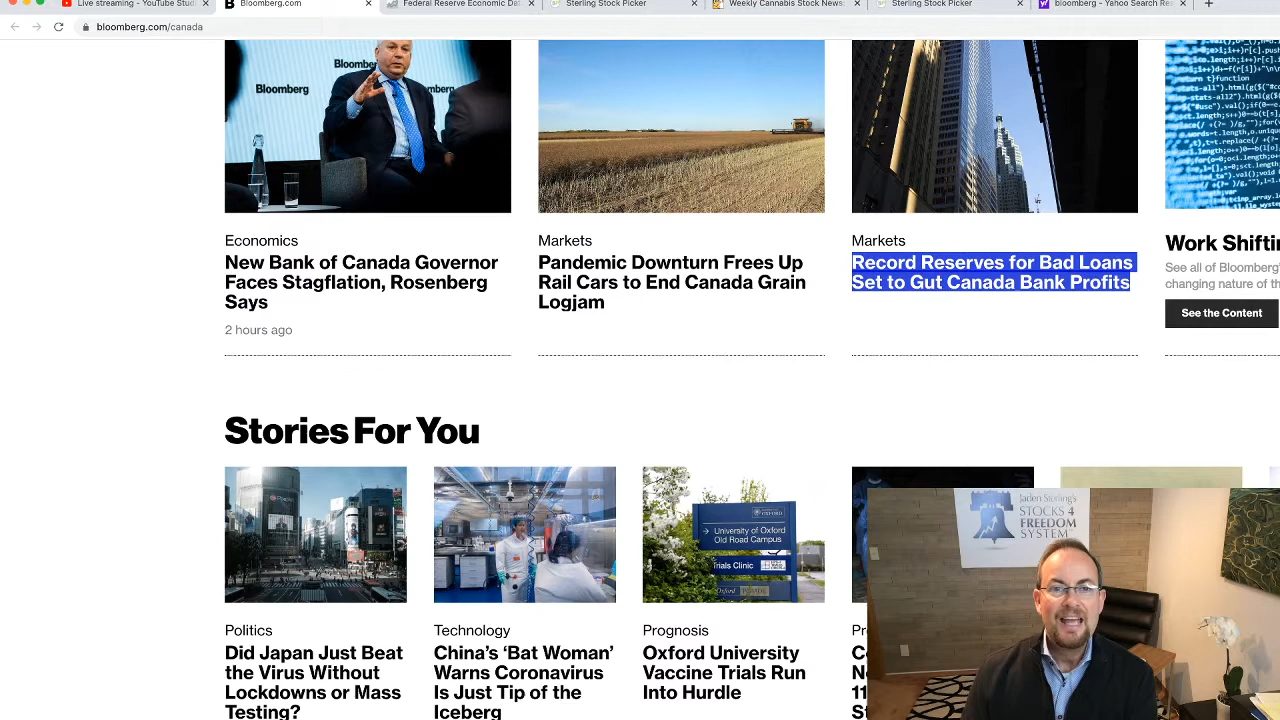 Live streaming - YouTube Studi
Bloomberg.com
Federal Reserve Economic Dat
Sterling Stock Picker
Weekly Cannabis Stock News:
Sterling Stock Picker
bloomberg - Yahoo Search Res
bloomberg.com/canada
Bloomberg
Bloomb
mberg
Economics
New Bank of Canada Governor
Faces Stagflation, Rosenberg
Says
2 hours ago
Markets
Pandemic Downturn Frees Up
Rail Cars to End Canada Grain
Logjam
Markets
Record Reserves for Bad Loans
Set to Gut Canada Bank Profits
Work Shiftin
See all of Bloomberg'
changing nature of th
See the Content
Stories For You
University of Oxford
Old Road Campus
Trials Clinic
OXFORD
Politics
Did Japan Just Beat
the Virus Without
Lockdowns or Mass
Testing?
Technology
China's 'Bat Woman'
Warns Coronavirus
Is Just Tip of the
Iceberg
Prognosis
Oxford University
Vaccine Trials Run
Into Hurdle
Jaden Sterling's
STOCKS 4
FREEDOM
SYSTEM